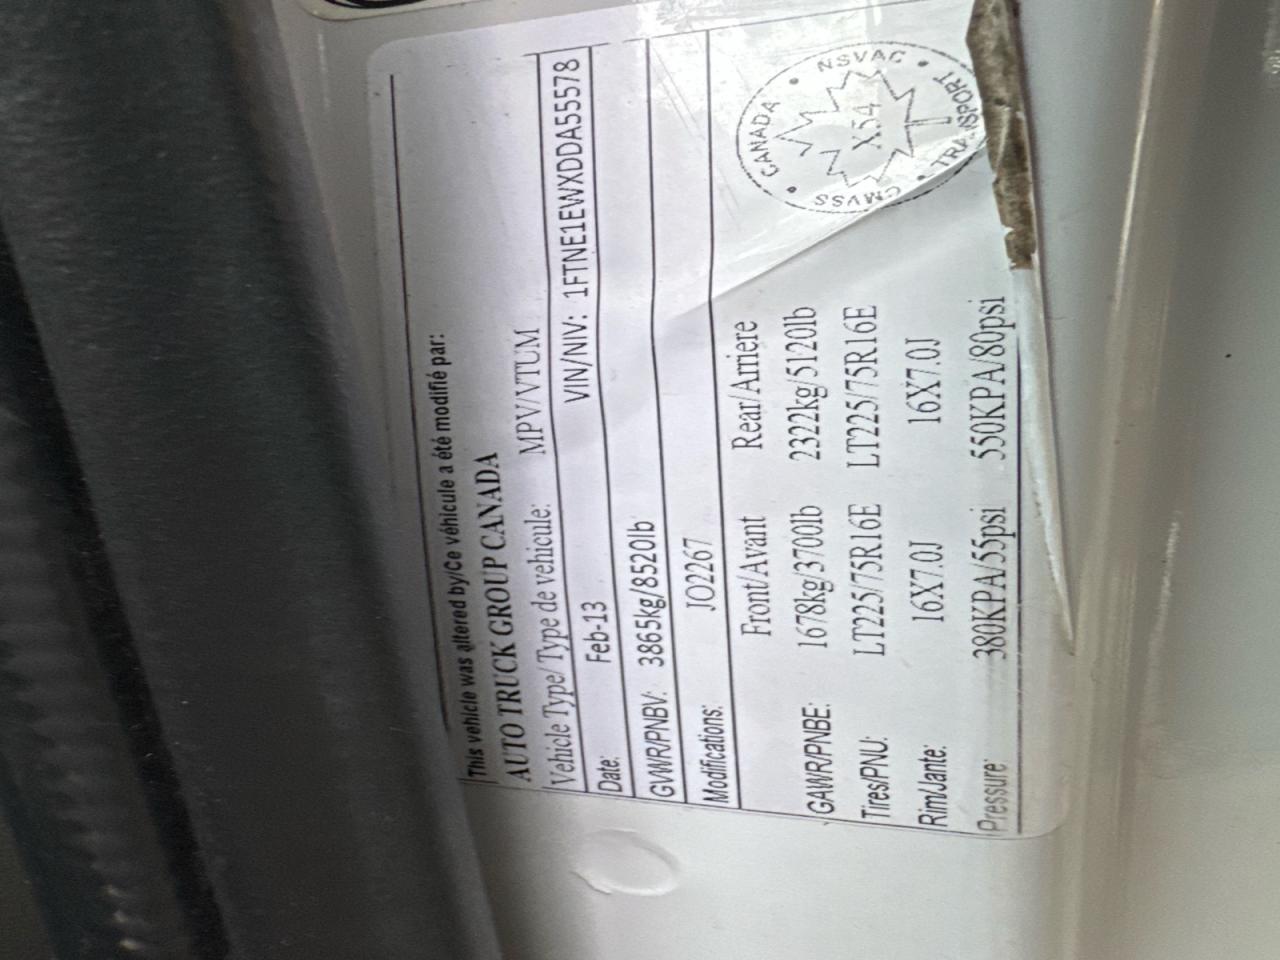 This vehicle was altered by/Ce véhicule a été modifié par:
AUTO TRUCK GROUP CANADA
Vehicle Type/ Type de vehicule: MPV/VTUM
VIN/NIV: 1FTNE1EWXDDA55578
Date: Feb-13
GVWR/PNBV: 3865kg/8520lb
Modifications: JO2267
Front/Avant Rear/Arriere
GAWR/PNBE: 1678kg/3700lb 2322kg/5120lb
Tires/PNU: LT225/75R16E LT225/75R16E
Rim/Jante: 16X7.0J 16X7.0J
Pressure: 380KPA/55psi 550KPA/80psi
CANADA • NSVAC • TRANSPORT • CMVSS •
X54